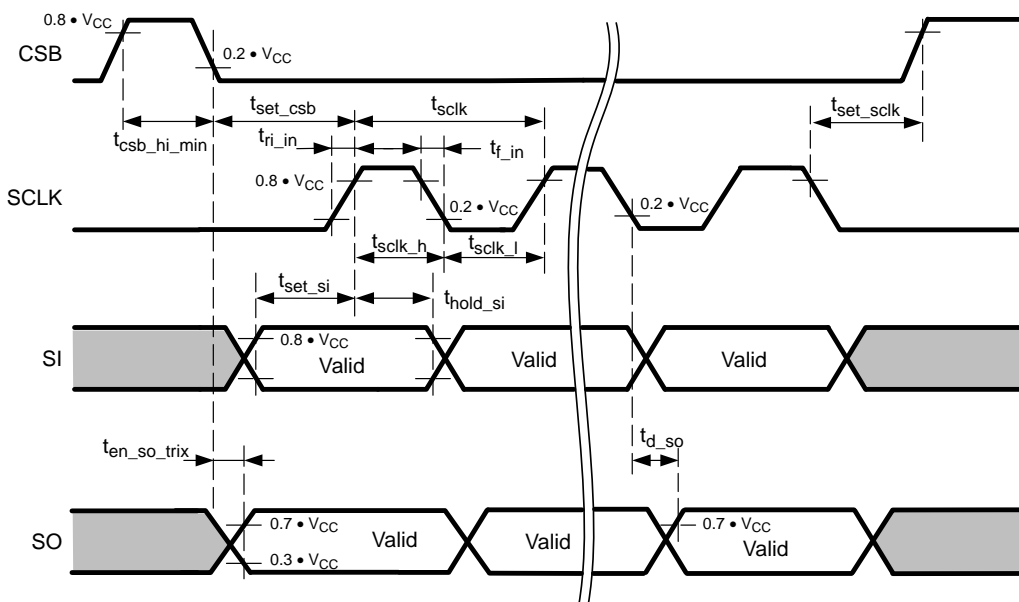 0.8 • VCC
CSB
0.2 • VCC
tset_csb
tsclk
tset_sclk
tcsb_hi_min
tri_in
tf_in
0.8 • VCC
SCLK
0.2 • VCC
0.2 • VCC
tsclk_h
tsclk_l
tset_si
thold_si
0.8 • VCC
SI
Valid
Valid
Valid
ten_so_trix
td_so
0.7 • VCC
0.7 • VCC
SO
Valid
Valid
Valid
0.3 • VCC